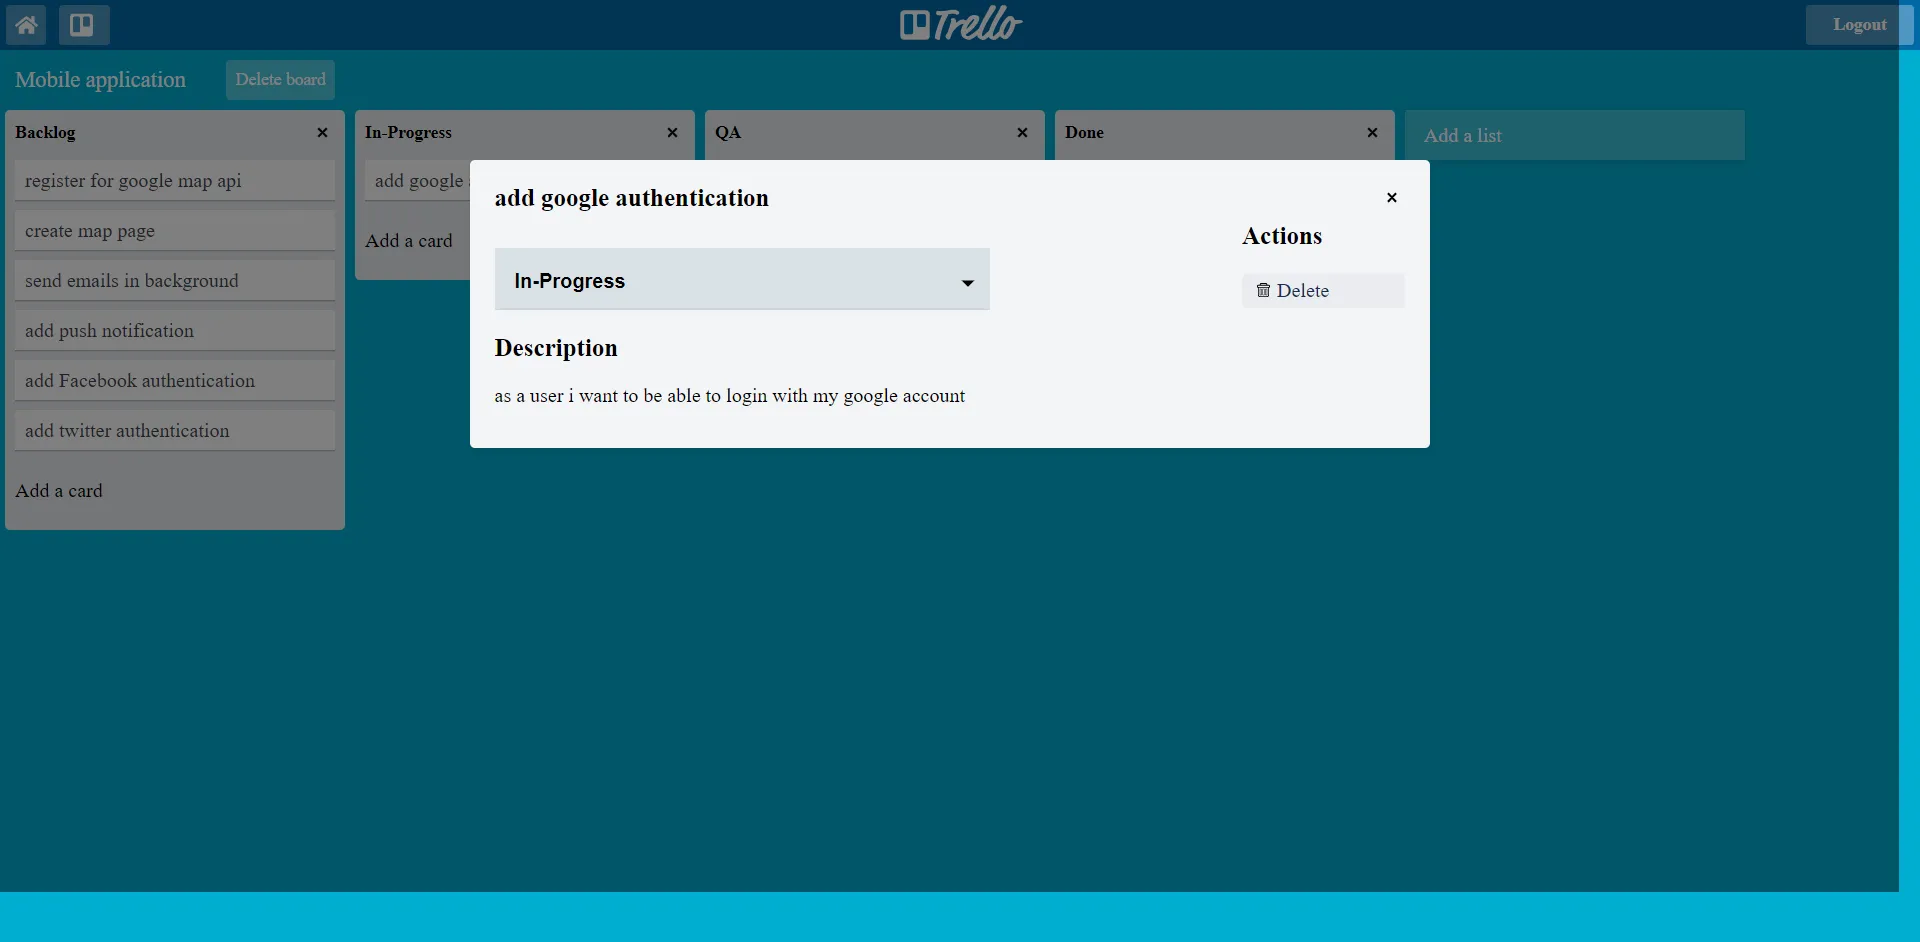 Trello
Logout
Mobile application
Delete board
Backlog
register for google map api
create map page
send emails in background
add push notification
add Facebook authentication
add twitter authentication
Add a card
In-Progress
add google
Add a card
QA
Done
Add a list
add google authentication
In-Progress
Description
as a user i want to be able to login with my google account
Actions
Delete